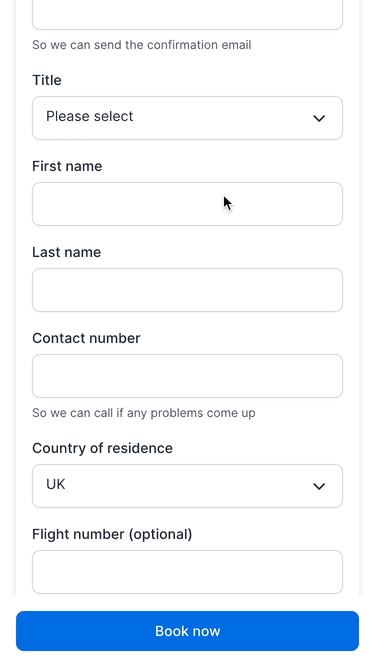 So we can send the confirmation email
Title
Please select
First name
Last name
Contact number
So we can call if any problems come up
Country of residence
UK
Flight number (optional)
Book now